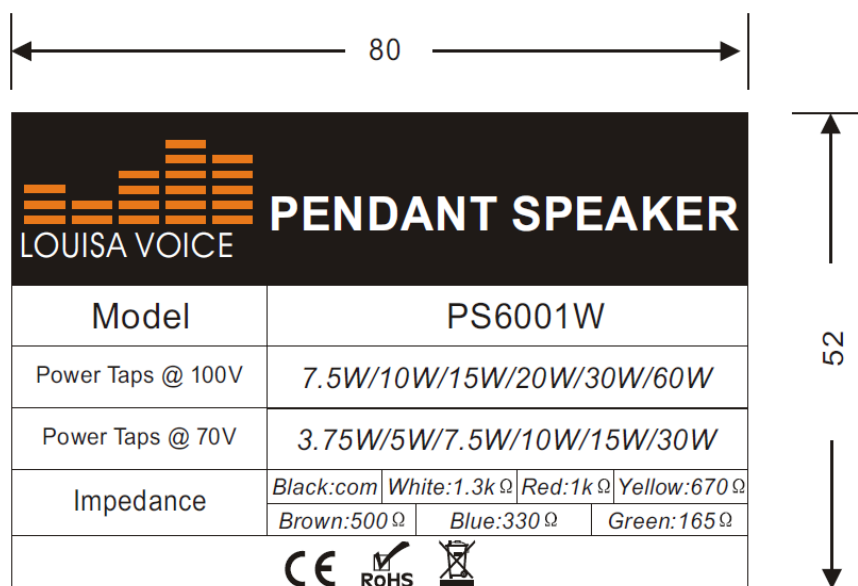 80
LOUISA VOICE
PENDANT SPEAKER
52
Model PS6001W
Power Taps @ 100V 7.5W/10W/15W/20W/30W/60W
Power Taps @ 70V 3.75W/5W/7.5W/10W/15W/30W
Impedance
Black:com White:1.3kΩ Red:1kΩ Yellow:670Ω
Brown:500Ω Blue:330Ω Green:165Ω
CE RoHS